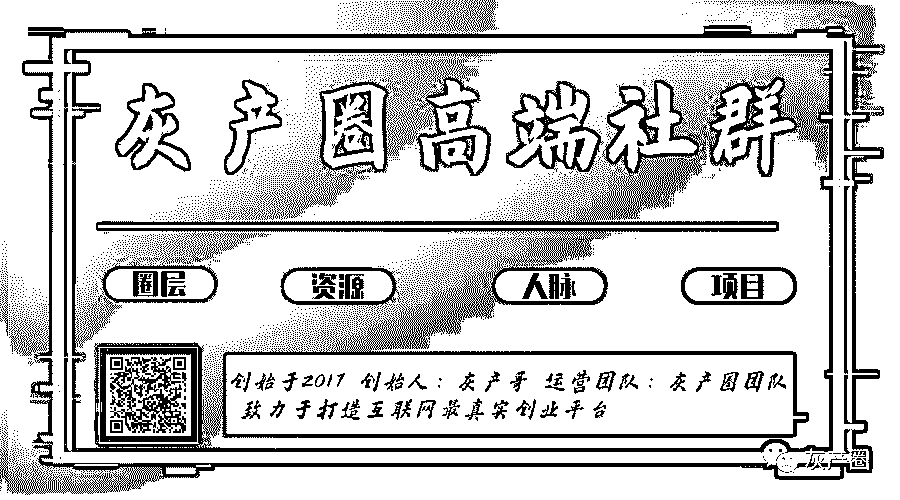 灰产圈高端社群
圈层 资源 人脉 项目
创始于2017 创始人：灰产哥 运营团队：灰产圈团队
致力于打造互联网最真实创业平台
灰产圈